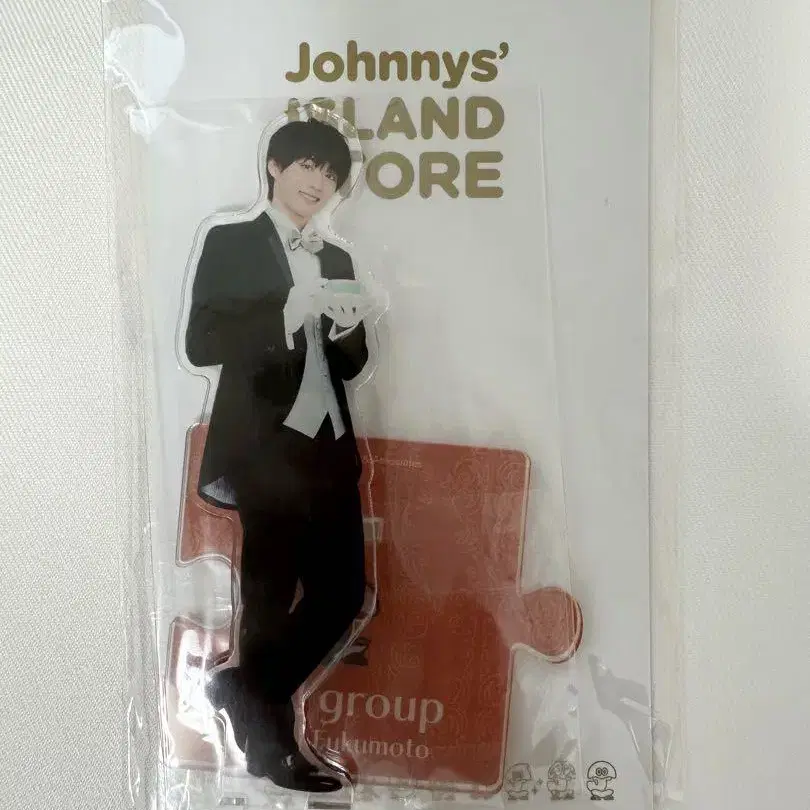 Johnnys'
ISLAND
STORE
group
Fukumoto